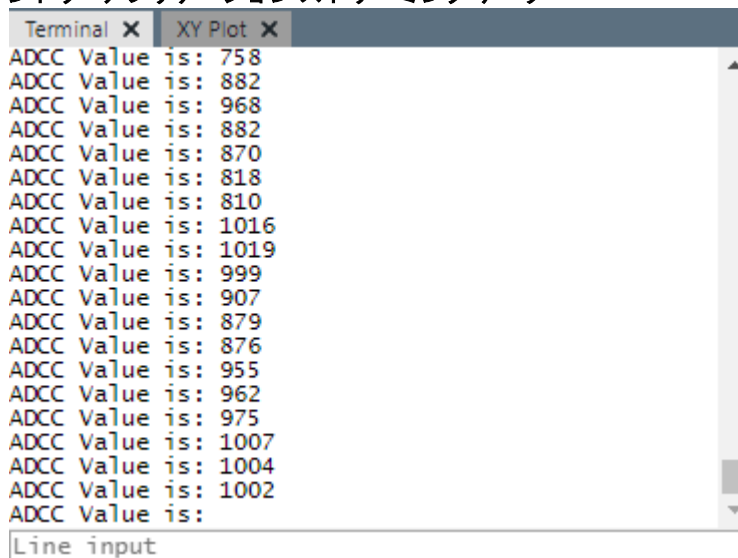 Terminal X XY Plot X
ADCC Value is: 758
ADCC Value is: 882
ADCC Value is: 968
ADCC Value is: 882
ADCC Value is: 870
ADCC Value is: 818
ADCC Value is: 810
ADCC Value is: 1016
ADCC Value is: 1019
ADCC Value is: 999
ADCC Value is: 907
ADCC Value is: 879
ADCC Value is: 876
ADCC Value is: 955
ADCC Value is: 962
ADCC Value is: 975
ADCC Value is: 1007
ADCC Value is: 1004
ADCC Value is: 1002
ADCC Value is:
Line input